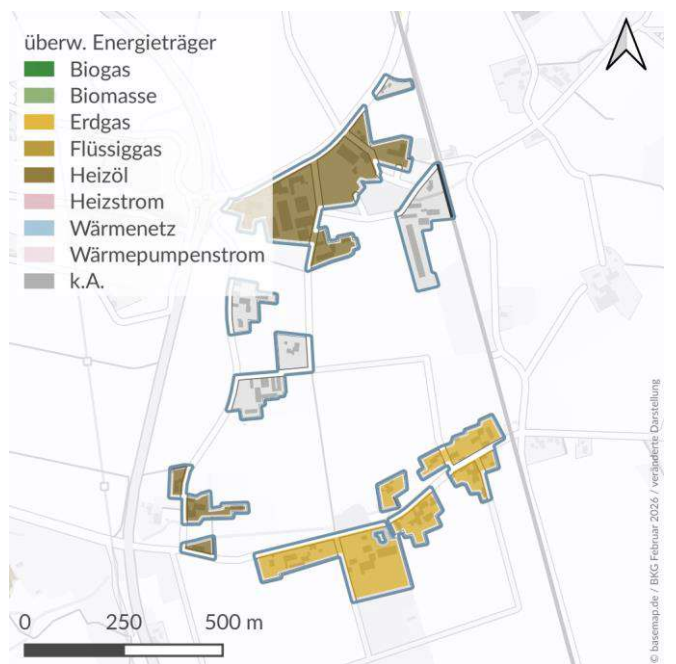 überw. Energieträger
Biogas
Biomasse
Erdgas
Flüssiggas
Heizöl
Heizstrom
Wärmenetz
Wärmepumpenstrom
k.A.
0 250 500 m
© basemap.de / BKG Februar 2026 / veränderte Darstellung